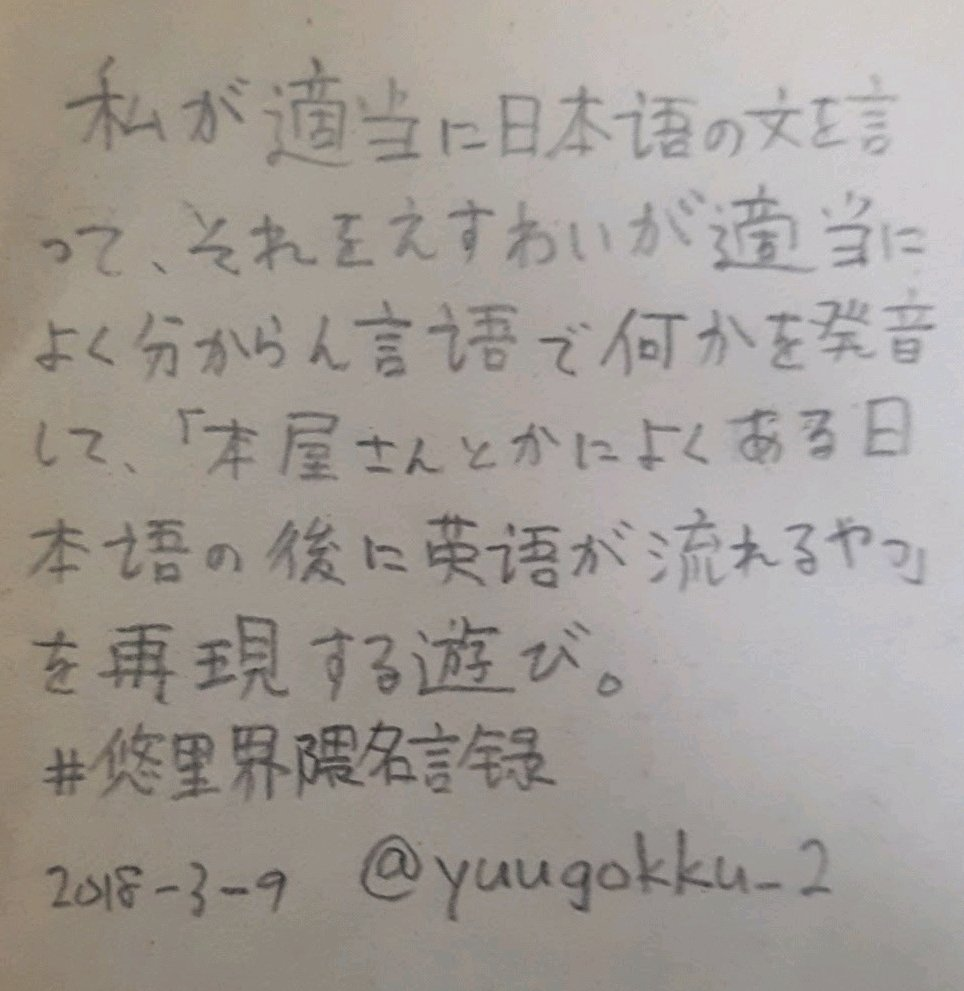 私が適当に日本语の文を言
って、それをえすわいが適当に
よく分からん言语で何かを発音
して、「本屋さんとかによくある日
本语の後に英语が流れるやつ」
を再現する遊び。
#悠里界隈名言録
2018-3-9 @yuugokku_2